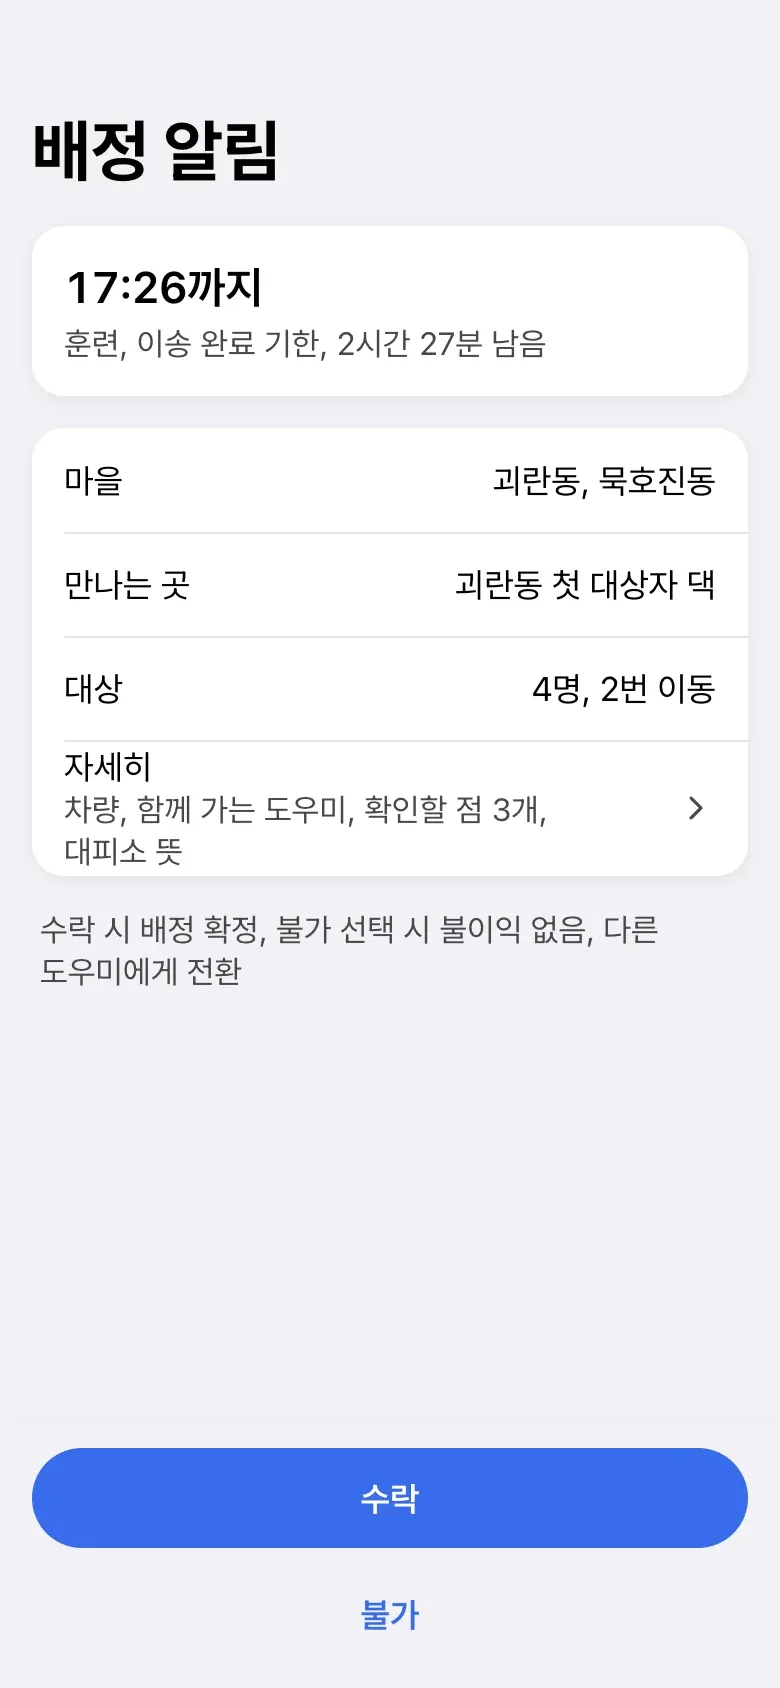 배정 알림
17:26까지
훈련, 이송 완료 기한, 2시간 27분 남음
마을 괴란동, 묵호진동
만나는 곳 괴란동 첫 대상자 댁
대상 4명, 2번 이동
자세히
차량, 함께 가는 도우미, 확인할 점 3개,
대피소 뜻
수락 시 배정 확정, 불가 선택 시 불이익 없음, 다른
도우미에게 전환
수락
불가